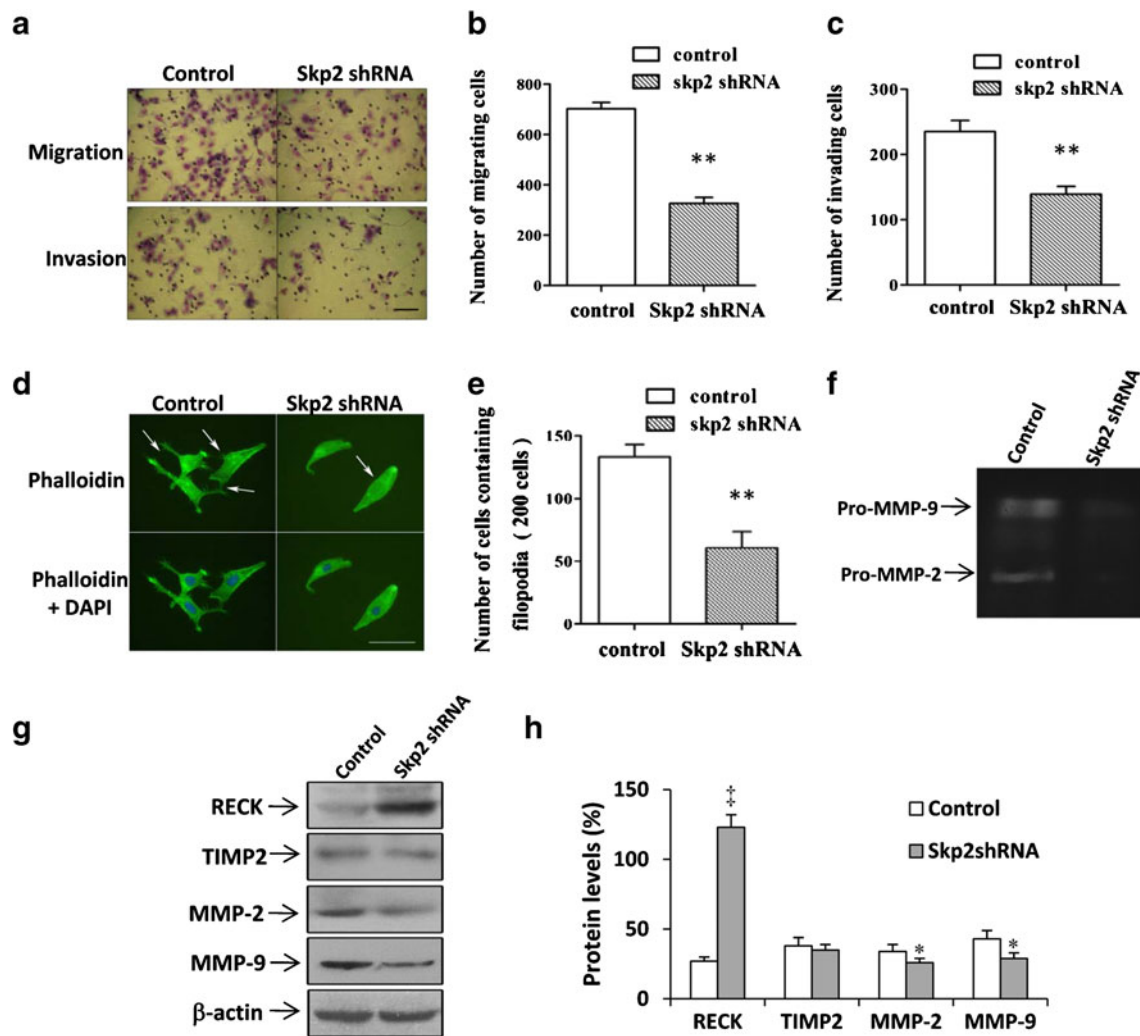 a
Control Skp2 shRNA
Migration
Invasion
b
control
skp2 shRNA
Number of migrating cells
800
600
400
200
0
**
control Skp2 shRNA
c
control
skp2 shRNA
Number of invading cells
300
200
100
0
**
control Skp2 shRNA
d
Control Skp2 shRNA
Phalloidin
Phalloidin
+ DAPI
e
control
skp2 shRNA
Number of cells containing
filopodia ( 200 cells)
150
100
50
0
**
control Skp2 shRNA
f
Control Skp2 shRNA
Pro-MMP-9
Pro-MMP-2
g
Control Skp2 shRNA
RECK
TIMP2
MMP-2
MMP-9
β-actin
h
Protein levels (%)
150
100
50
0
‡
*
*
Control
Skp2shRNA
RECK TIMP2 MMP-2 MMP-9